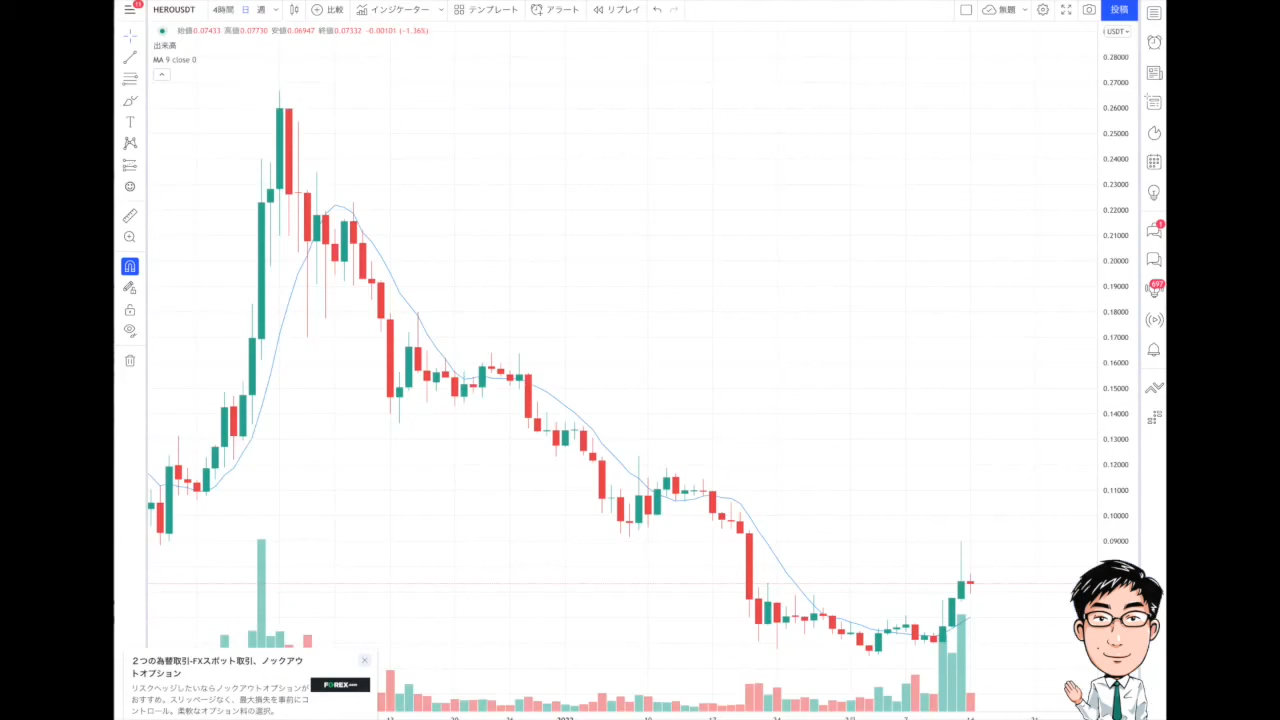 11
HEROUSDT 4時間 日 週 比較 インジケーター テンプレート アラート リプレイ 無題 投稿
始値0.07433 高値0.07730 安値0.06947 終値0.07332 -0.00101 (-1.36%)
USDT
出来高
MA 9 close 0
0.28000
0.27000
0.26000
0.25000
0.24000
0.23000
0.22000
0.21000
0.20000
0.19000
0.18000
0.17000
0.16000
0.15000
0.14000
0.13000
0.12000
0.11000
0.10000
0.09000
697
2つの為替取引-FXスポット取引、ノックアウ
トオプション
リスクヘッジしたいならノックアウトオプションが
おすすめ。スリッページなく、最大損失を事前にコ
ントロール。柔軟なオプション料の選択。
FOREX.com